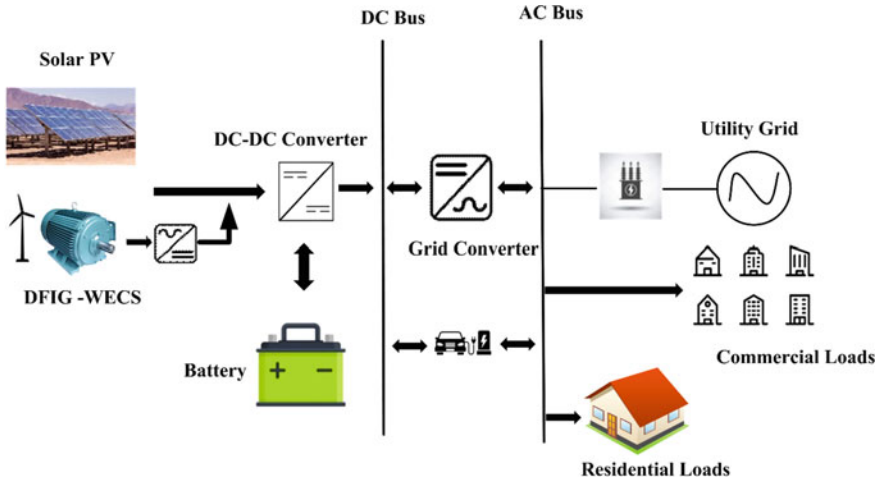 DC Bus
AC Bus
Solar PV
DC-DC Converter
Utility Grid
Grid Converter
DFIG -WECS
Battery
Commercial Loads
Residential Loads